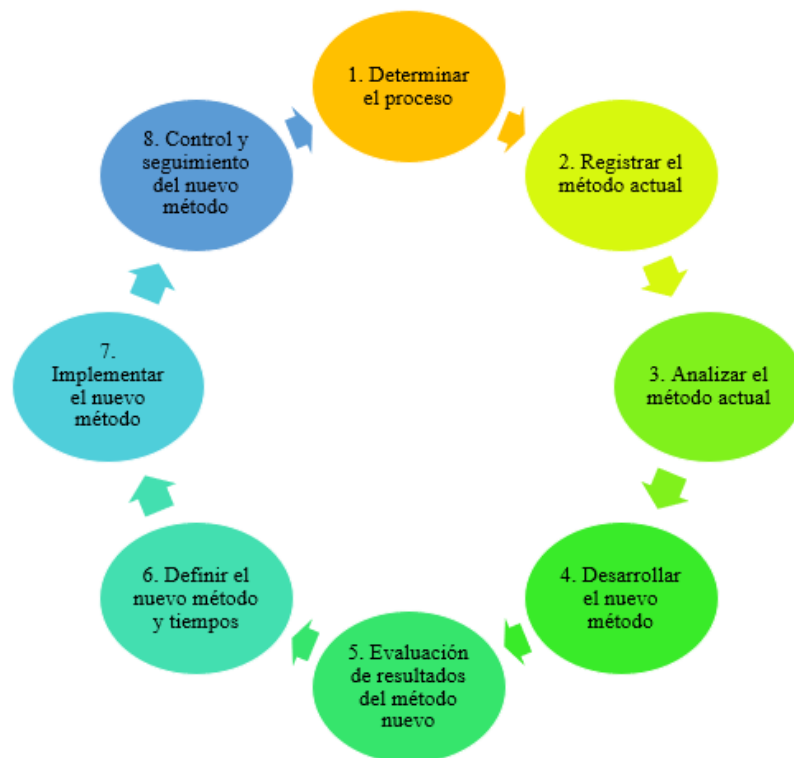 1. Determinar
el proceso
2. Registrar el
método actual
3. Analizar el
método actual
4. Desarrollar
el nuevo
método
5. Evaluación
de resultados
del método
nuevo
6. Definir el
nuevo método
y tiempos
7.
Implementar
el nuevo
método
8. Control y
seguimiento
del nuevo
método